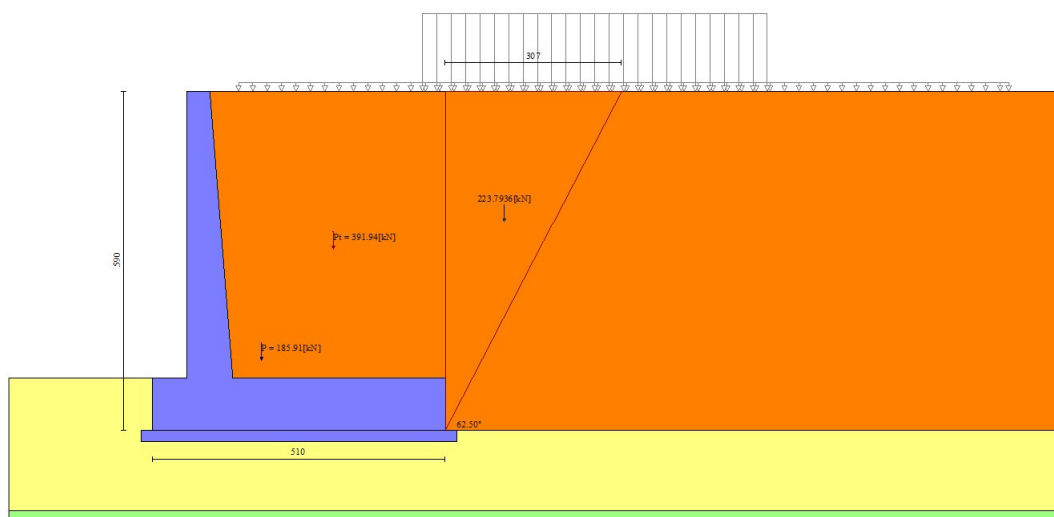 307
223.7936[kN]
Pt = 391.94[kN]
590
P = 185.91[kN]
62.50°
510